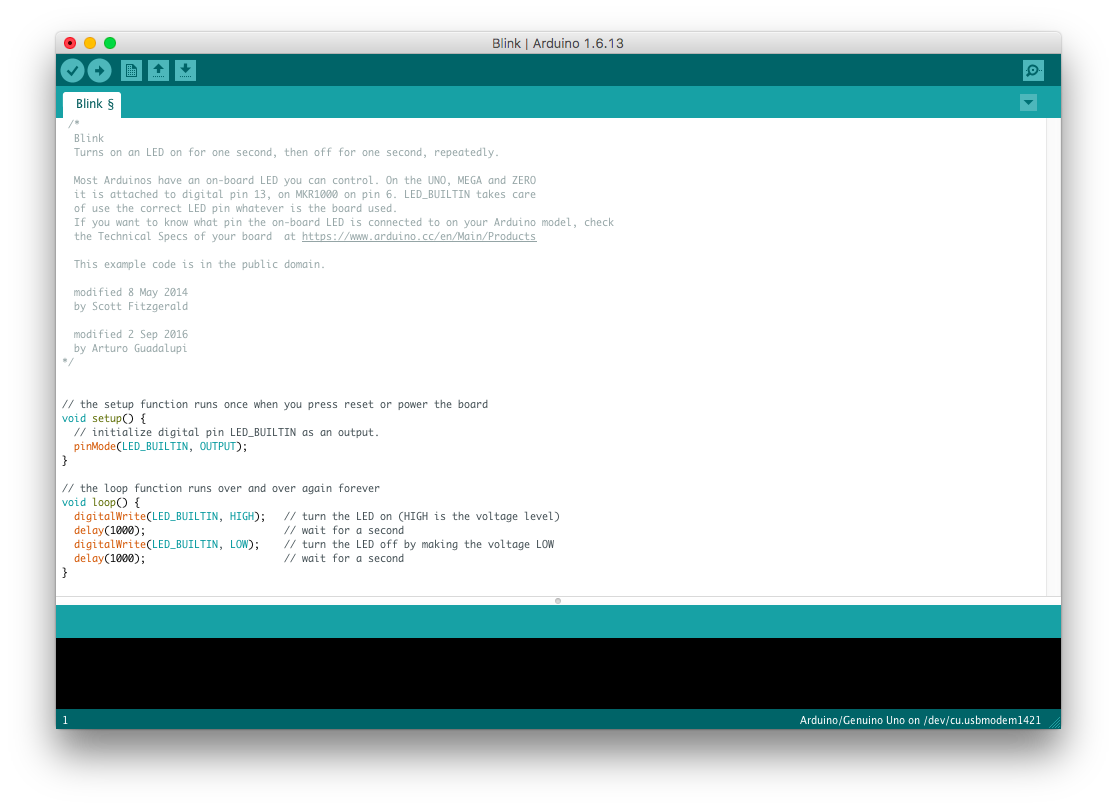 Blink | Arduino 1.6.13
Blink §
/*
Blink
Turns on an LED on for one second, then off for one second, repeatedly.
Most Arduinos have an on-board LED you can control. On the UNO, MEGA and ZERO
it is attached to digital pin 13, on MKR1000 on pin 6. LED_BUILTIN takes care
of use the correct LED pin whatever is the board used.
If you want to know what pin the on-board LED is connected to on your Arduino model, check
the Technical Specs of your board  at https://www.arduino.cc/en/Main/Products
This example code is in the public domain.
modified 8 May 2014
by Scott Fitzgerald
modified 2 Sep 2016
by Arturo Guadalupi
*/
// the setup function runs once when you press reset or power the board
void setup() {
  // initialize digital pin LED_BUILTIN as an output.
  pinMode(LED_BUILTIN, OUTPUT);
}
// the loop function runs over and over again forever
void loop() {
  digitalWrite(LED_BUILTIN, HIGH);   // turn the LED on (HIGH is the voltage level)
  delay(1000);                       // wait for a second
  digitalWrite(LED_BUILTIN, LOW);    // turn the LED off by making the voltage LOW
  delay(1000);                       // wait for a second
}
1
Arduino/Genuino Uno on /dev/cu.usbmodem1421